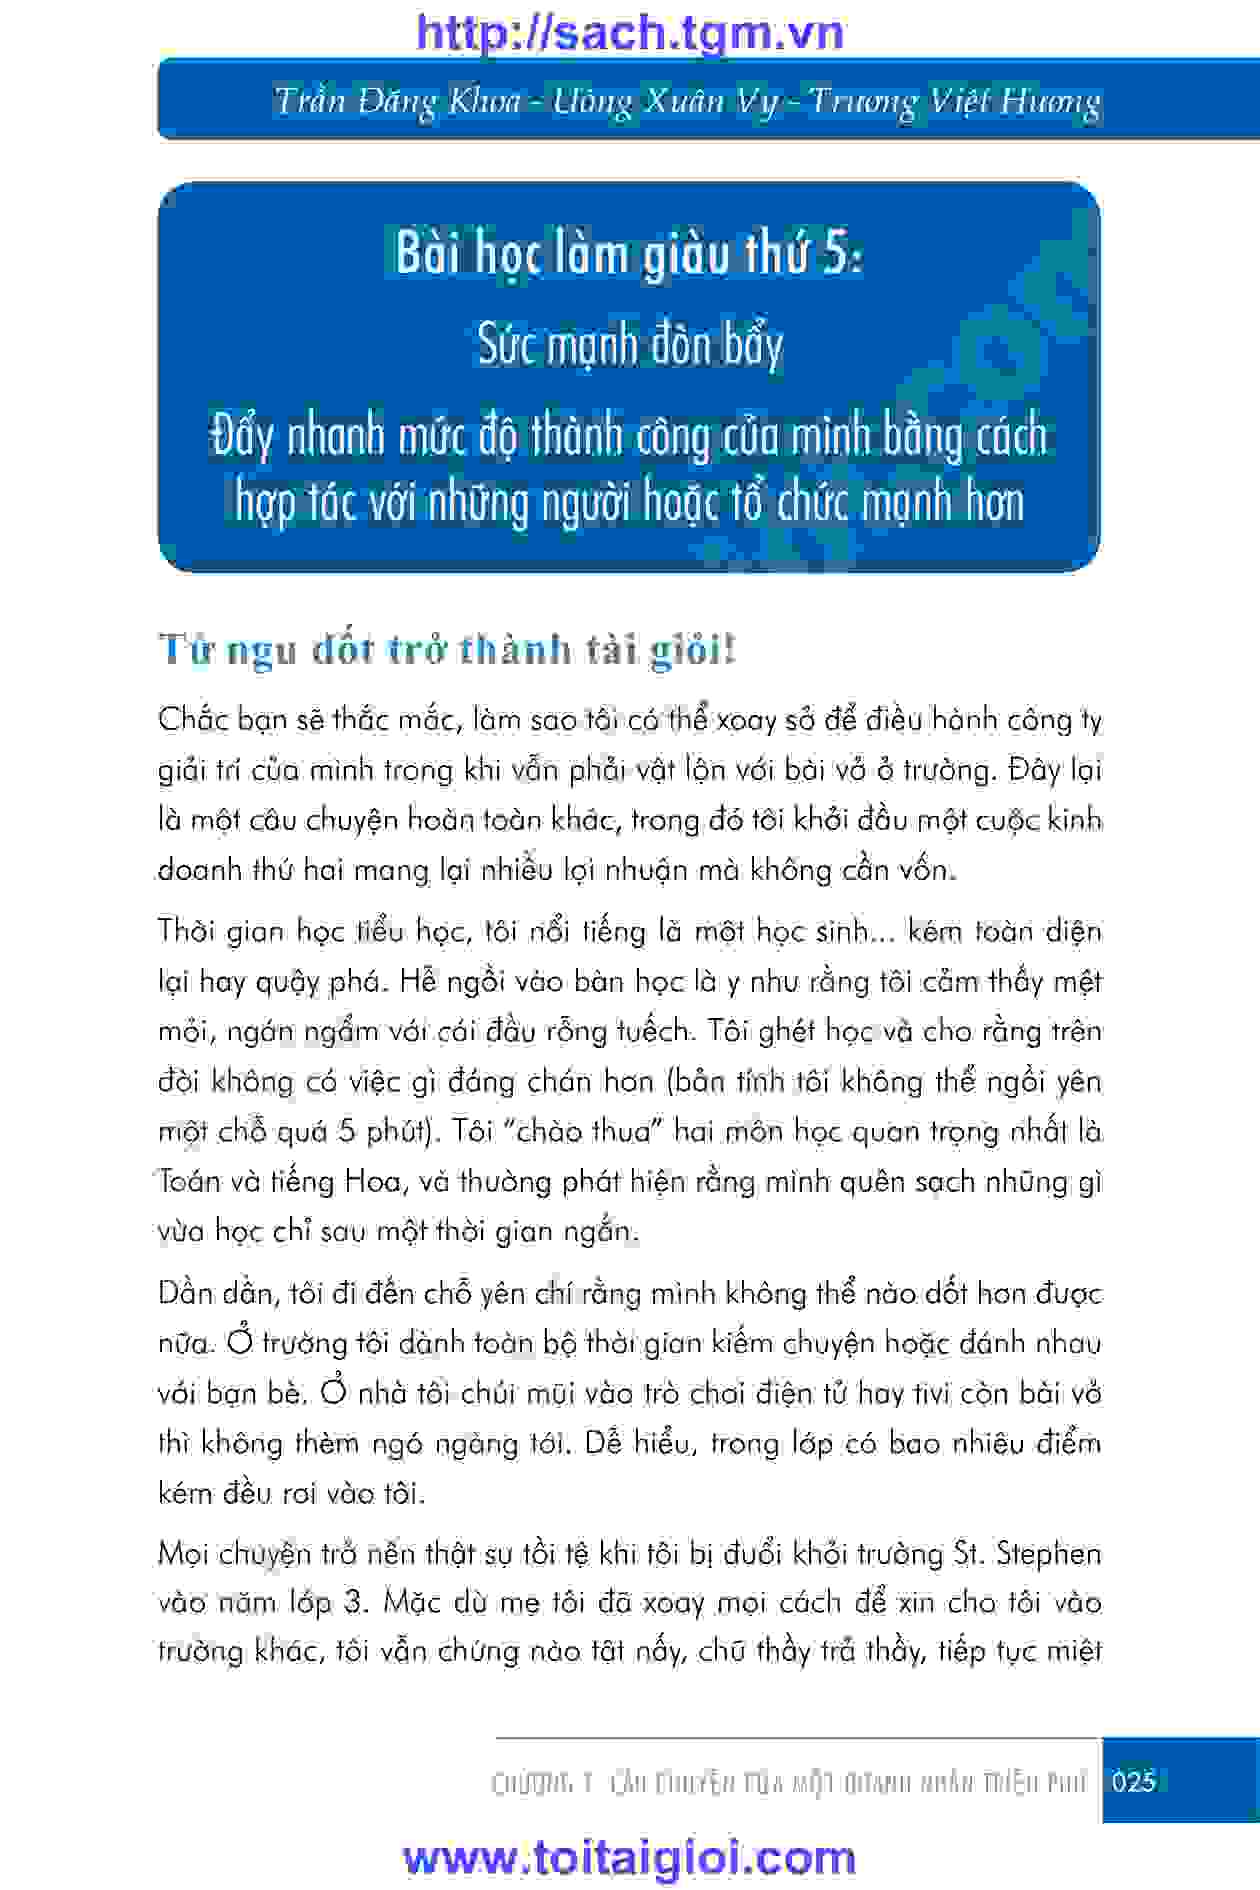 http://sach.tgm.vn
Trần Đăng Khoa - Uông Xuân Vy - Trương Việt Hương
Bài học làm giàu thứ 5:
Sức mạnh đòn bẩy
Đẩy nhanh mức độ thành công của mình bằng cách
hợp tác với những người hoặc tổ chức mạnh hơn
Từ ngu dốt trở thành tài giỏi!
Chắc bạn sẽ thắc mắc, làm sao tôi có thể xoay sở để điều hành công ty
giải trí của mình trong khi vẫn phải vật lộn với bài vở ở trường. Đây lại
là một câu chuyện hoàn toàn khác, trong đó tôi khởi đầu một cuộc kinh
doanh thứ hai mang lại nhiều lợi nhuận mà không cần vốn.
Thời gian học tiểu học, tôi nổi tiếng là một học sinh... kém toàn diện
lại hay quậy phá. Hễ ngồi vào bàn học là y như rằng tôi cảm thấy mệt
mỏi, ngán ngẩm với cái đầu rỗng tuếch. Tôi ghét học và cho rằng trên
đời không có việc gì đáng chán hơn (bản tính tôi không thể ngồi yên
một chỗ quá 5 phút). Tôi “chào thua” hai môn học quan trọng nhất là
Toán và tiếng Hoa, và thường phát hiện rằng mình quên sạch những gì
vừa học chỉ sau một thời gian ngắn.
Dần dần, tôi đi đến chỗ yên chí rằng mình không thể nào dốt hơn được
nữa. Ở trường tôi dành toàn bộ thời gian kiếm chuyện hoặc đánh nhau
với bạn bè. Ở nhà tôi chúi mũi vào trò chơi điện tử hay tivi còn bài vở
thì không thèm ngó ngàng tới. Dễ hiểu, trong lớp có bao nhiêu điểm
kém đều rơi vào tôi.
Mọi chuyện trở nên thật sự tồi tệ khi tôi bị đuổi khỏi trường St. Stephen
vào năm lớp 3. Mặc dù mẹ tôi đã xoay mọi cách để xin cho tôi vào
trường khác, tôi vẫn chứng nào tật nấy, chữ thầy trả thầy, tiếp tục miệt
CHƯƠNG 1. CÂU CHUYỆN CỦA MỘT DOANH NHÂN TRIỆU PHÚ 025
www.toitaigioi.com